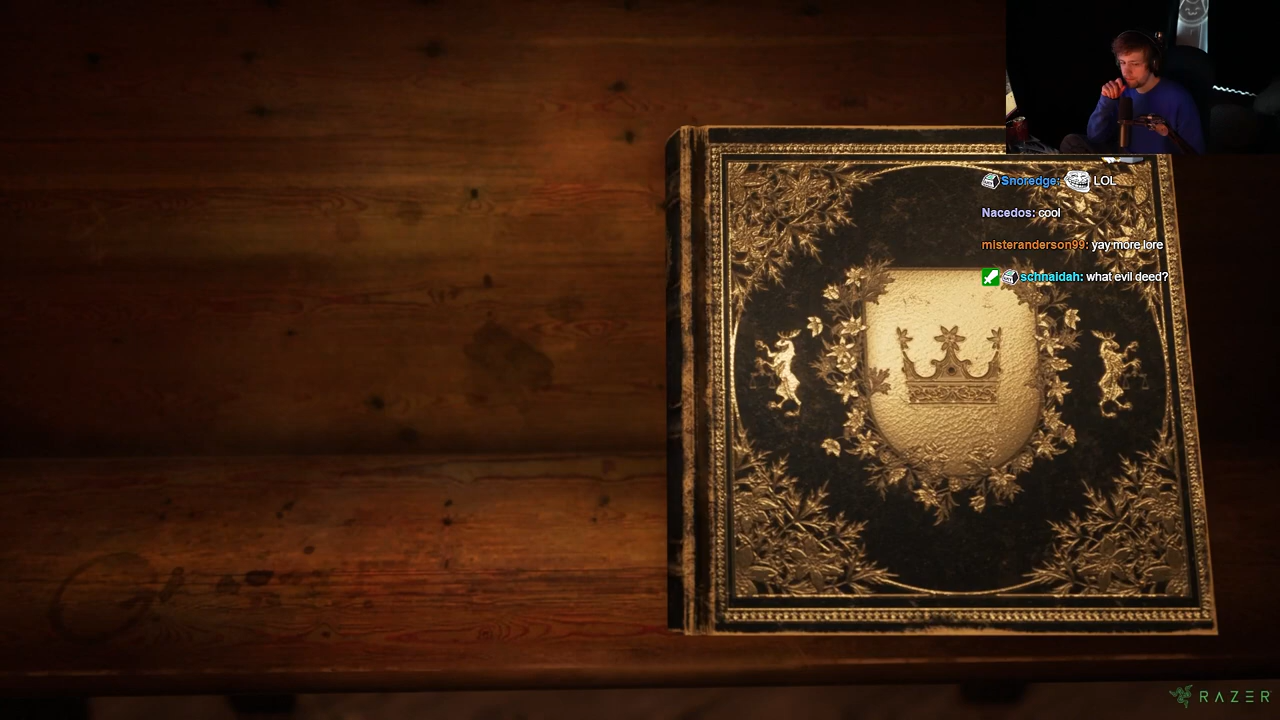 Snoredge: LOL
Nacedos: cool
misteranderson99: yay more lore
schnaidah: what evil deed?
RAZER